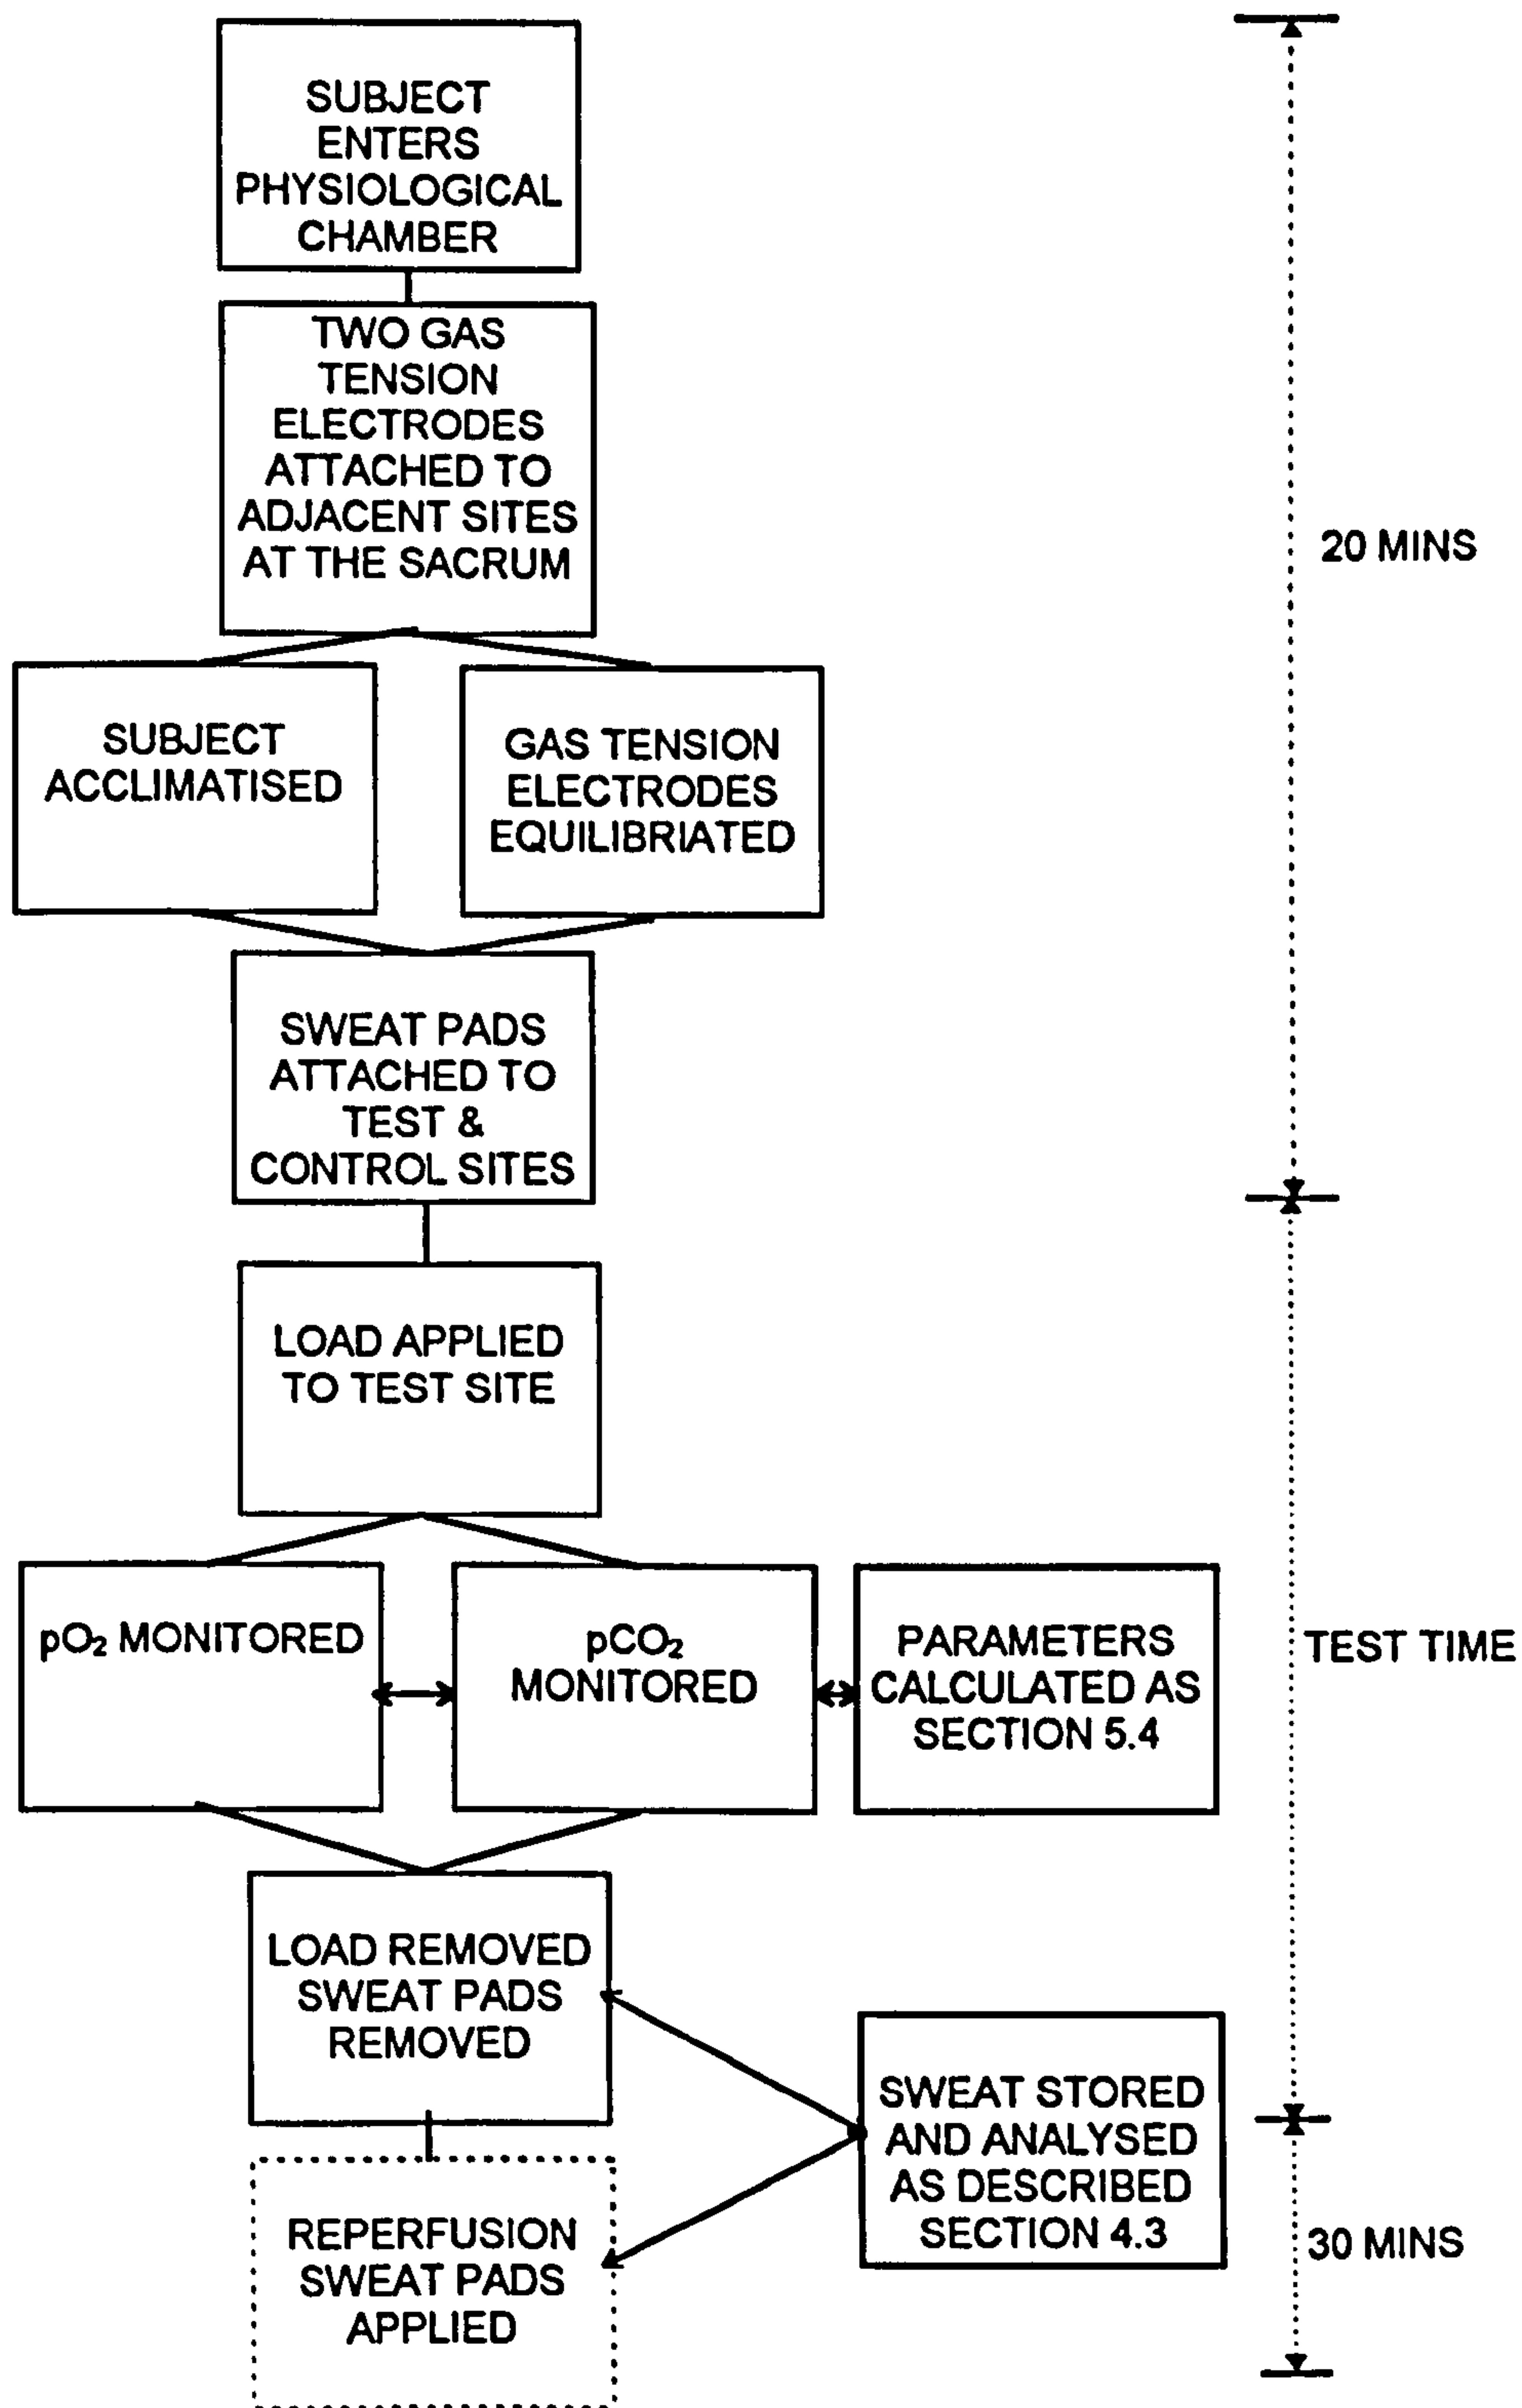 SUBJECT
ENTERS
PHYSIOLOGICAL
CHAMBER
TWO GAS
TENSION
ELECTRODES
ATTACHED TO
ADJACENT SITES
AT THE SACRUM
20 MINS
SUBJECT
ACCLIMATISED
GAS TENSION
ELECTRODES
EQUILIBRIATED
SWEAT PADS
ATTACHED TO
TEST &
CONTROL SITES
LOAD APPLIED
TO TEST SITE
pO₂ MONITORED
pCO₂
MONITORED
PARAMETERS
CALCULATED AS
SECTION 5.4
TEST TIME
LOAD REMOVED
SWEAT PADS
REMOVED
SWEAT STORED
AND ANALYSED
AS DESCRIBED
SECTION 4.3
REPERFUSION
SWEAT PADS
APPLIED
30 MINS